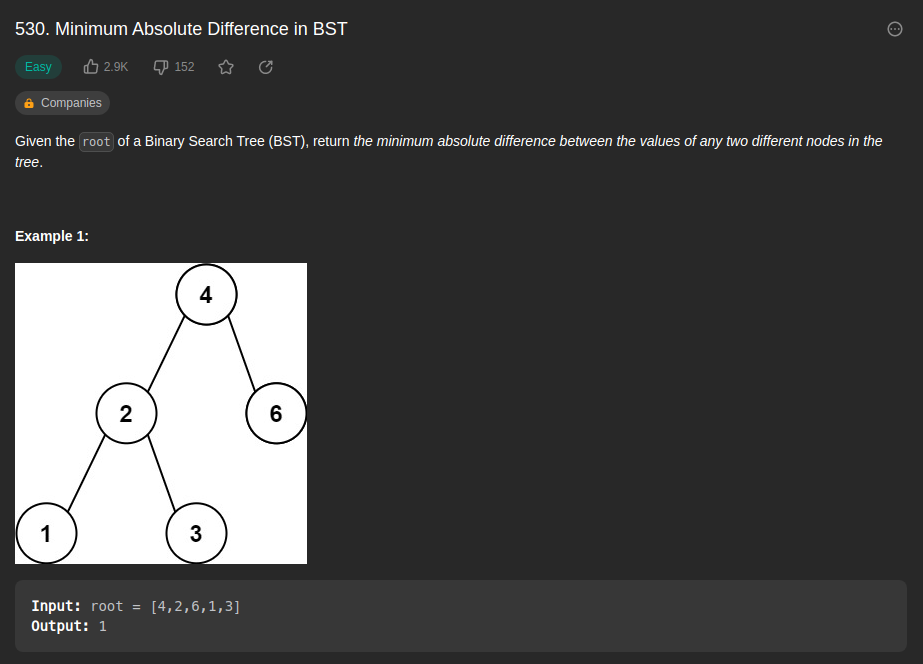 530. Minimum Absolute Difference in BST
Easy 2.9K 152
Companies
Given the root of a Binary Search Tree (BST), return the minimum absolute difference between the values of any two different nodes in the
tree.
Example 1:
4
2 6
1 3
Input: root = [4,2,6,1,3]
Output: 1